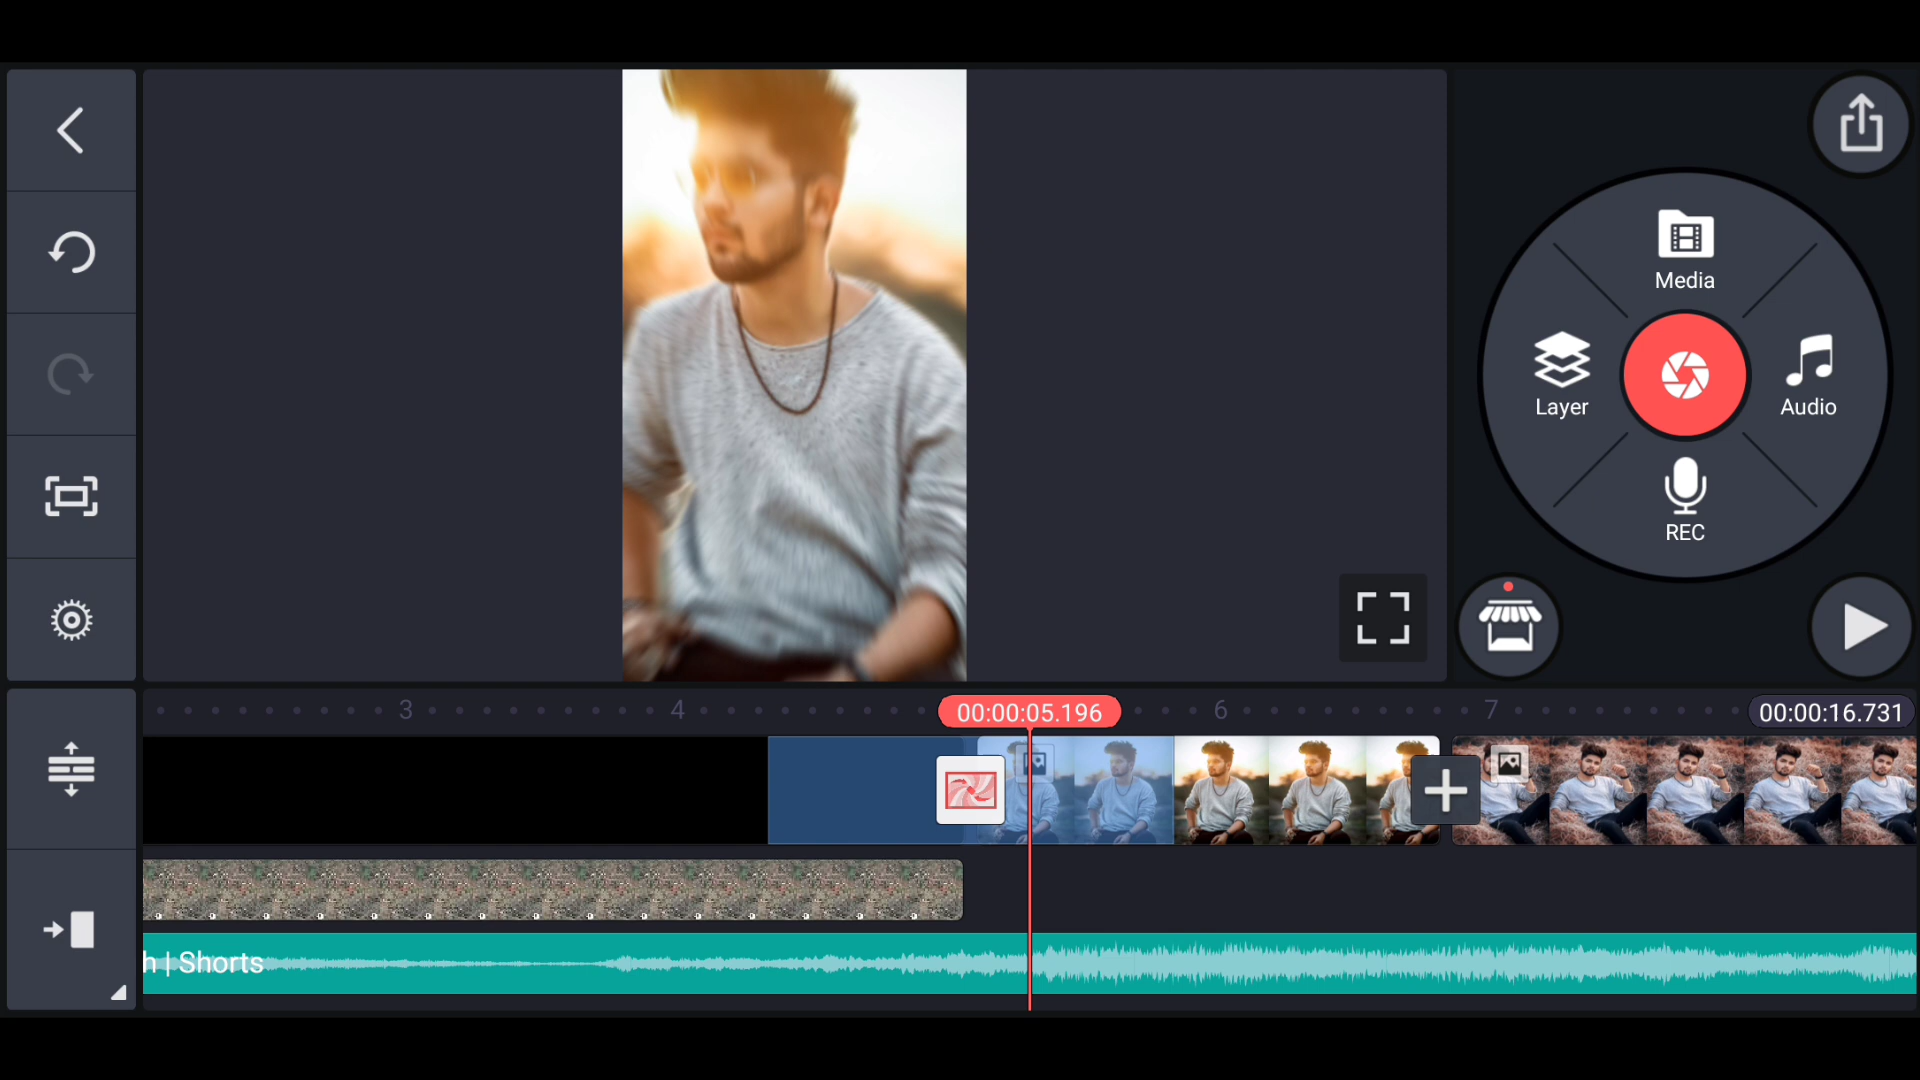 Media
Layer
Audio
REC
3
4
00:00:05.196
6
7
00:00:16.731
h | Shorts